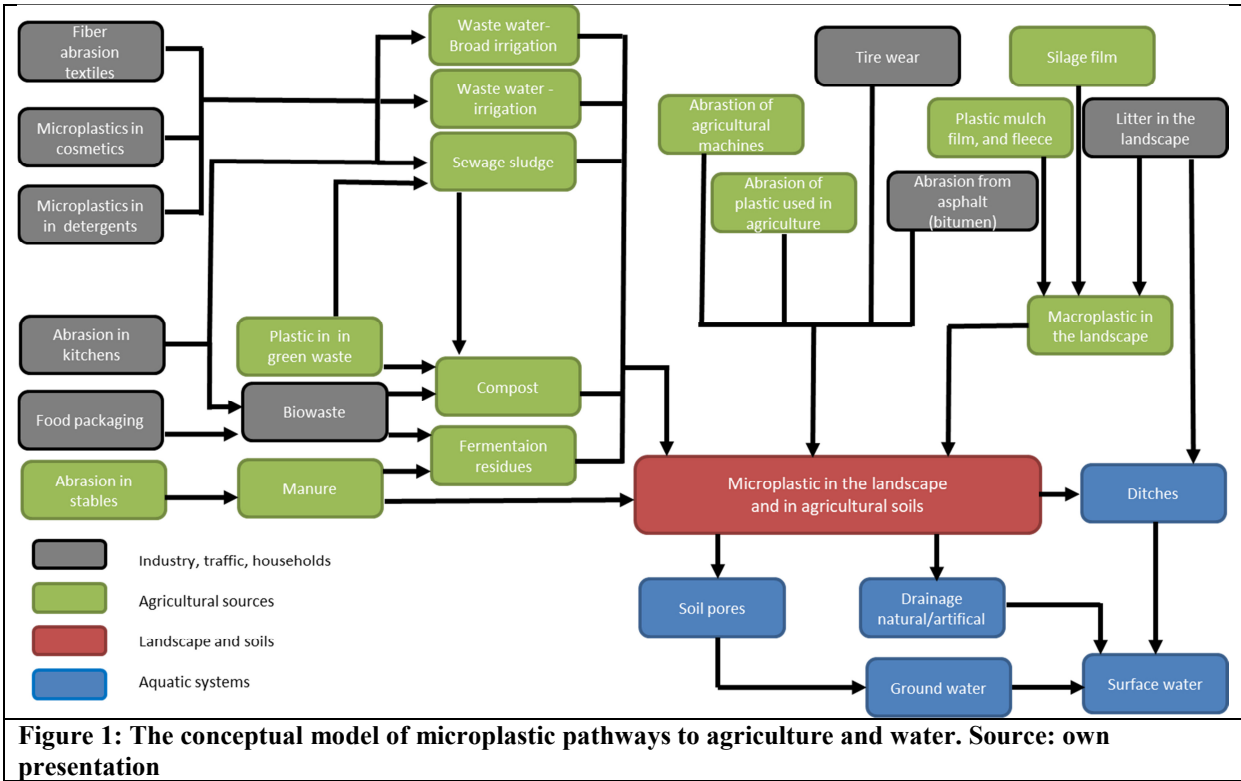 Fiber
abrasion
textiles
Microplastics in
cosmetics
Microplastics in
in detergents
Abrasion in
kitchens
Food packaging
Abrasion in
stables
Plastic in in
green waste
Biowaste
Manure
Waste water-
Broad irrigation
Waste water -
irrigation
Sewage sludge
Compost
Fermentaion
residues
Tire wear
Silage film
Abrastion of
agricultural
machines
Plastic mulch
film, and fleece
Litter in the
landscape
Abrasion of
plastic used in
agriculture
Abrasion from
asphalt
(bitumen)
Macroplastic in
the landscape
Microplastic in the landscape
and in agricultural soils
Ditches
Soil pores
Drainage
natural/artifical
Ground water
Surface water
Industry, traffic, households
Agricultural sources
Landscape and soils
Aquatic systems
Figure 1: The conceptual model of microplastic pathways to agriculture and water. Source: own
presentation